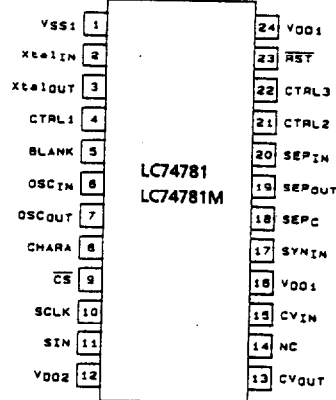 VSS1 1
XtalIN 2
XtalOUT 3
CTRL1 4
BLANK 5
OSCIN 6
OSCOUT 7
CHARA 8
CS 9
SCLK 10
SIN 11
VDD2 12
LC74781
LC74781M
24 VDD1
23 RST
22 CTRL3
21 CTRL2
20 SEPIN
19 SEPOUT
18 SEPC
17 SYNIN
16 VDD1
15 CVIN
14 NC
13 CVOUT